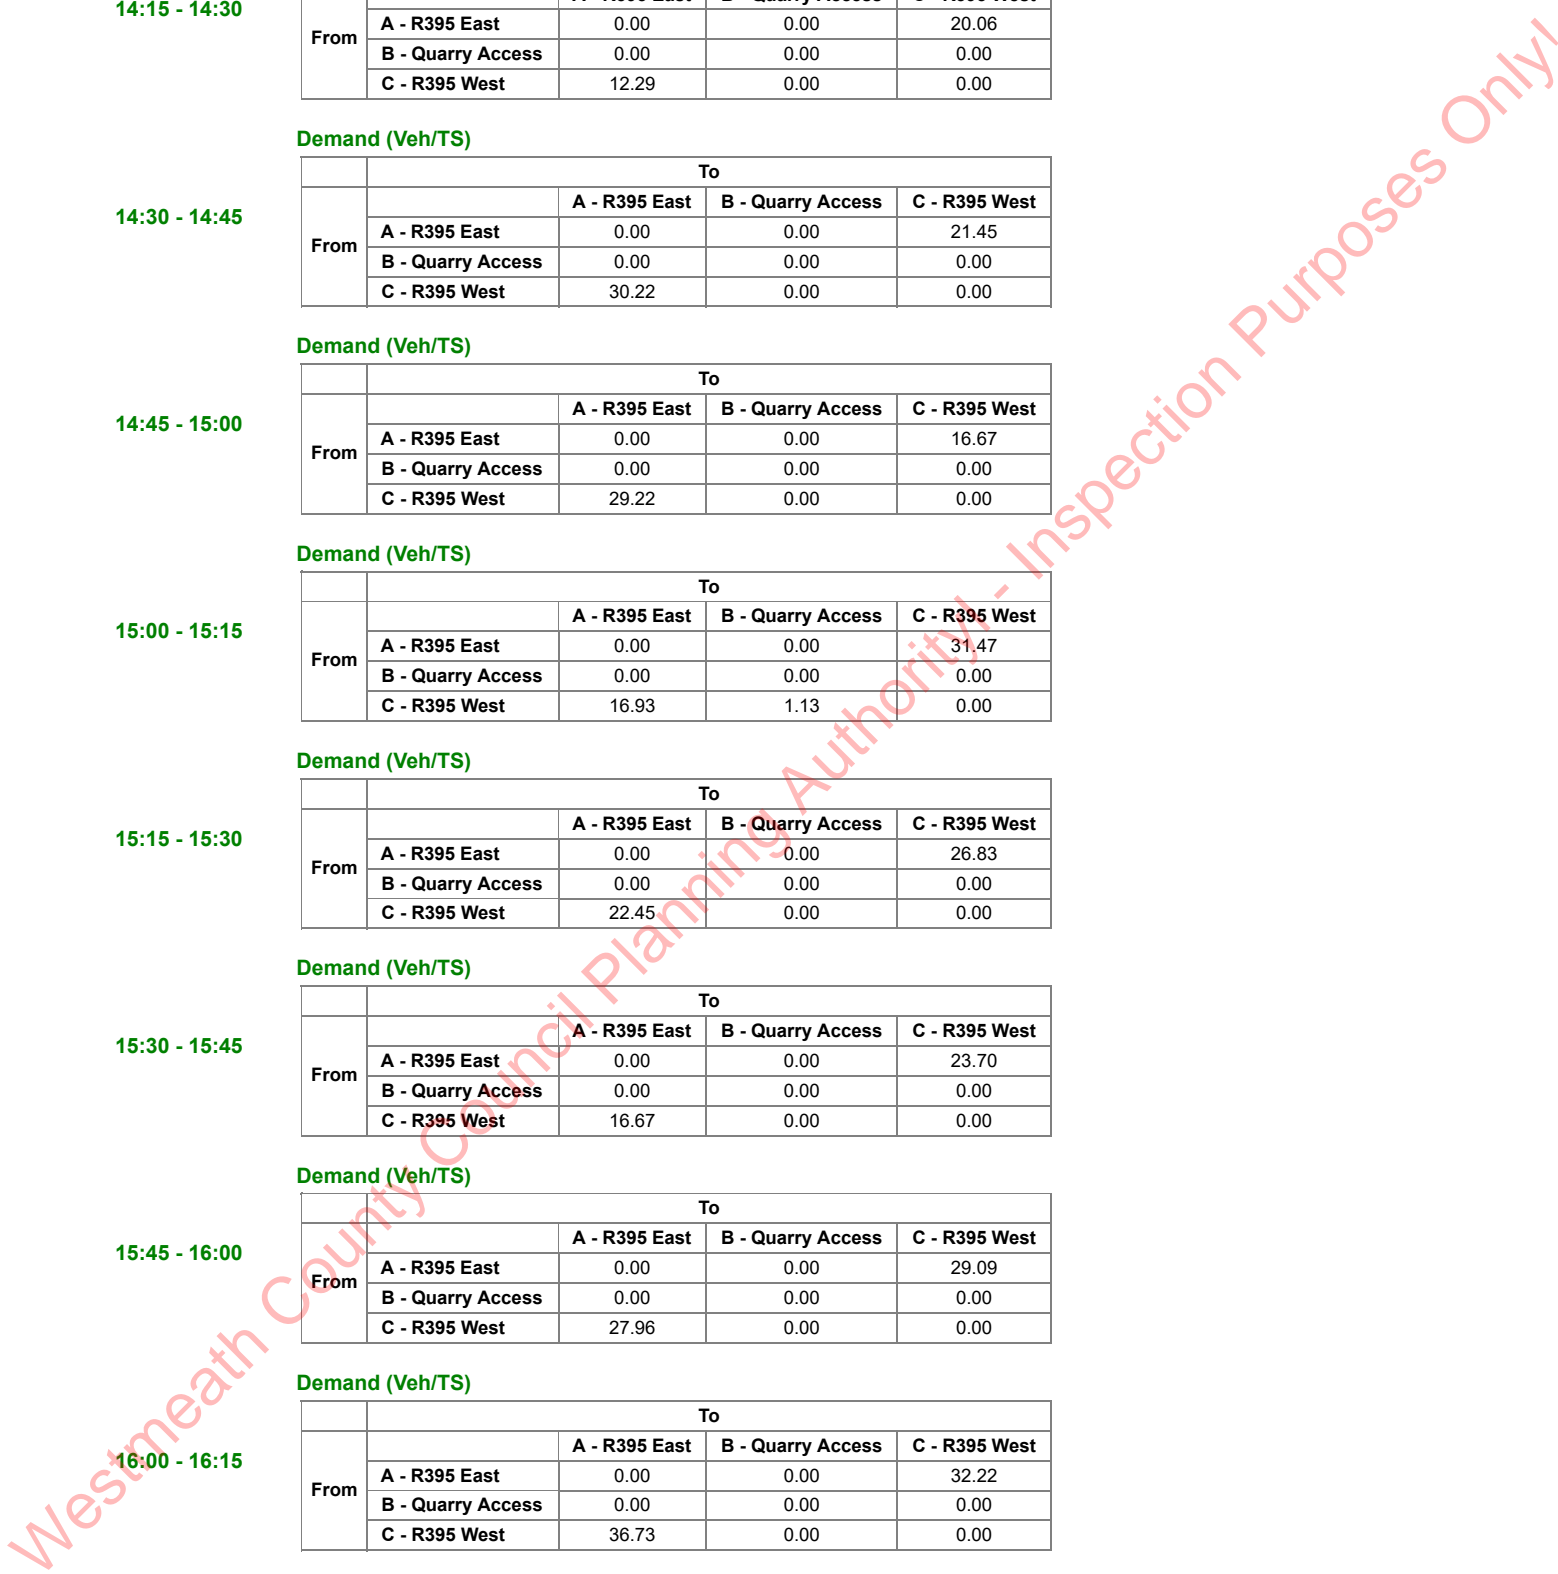 14:15 - 14:30
A - R395 East B - Quarry Access C - R395 West
From
A - R395 East 0.00 0.00 20.06
B - Quarry Access 0.00 0.00 0.00
C - R395 West 12.29 0.00 0.00
Demand (Veh/TS)
14:30 - 14:45
To
A - R395 East B - Quarry Access C - R395 West
From
A - R395 East 0.00 0.00 21.45
B - Quarry Access 0.00 0.00 0.00
C - R395 West 30.22 0.00 0.00
Demand (Veh/TS)
14:45 - 15:00
To
A - R395 East B - Quarry Access C - R395 West
From
A - R395 East 0.00 0.00 16.67
B - Quarry Access 0.00 0.00 0.00
C - R395 West 29.22 0.00 0.00
Demand (Veh/TS)
15:00 - 15:15
To
A - R395 East B - Quarry Access C - R395 West
From
A - R395 East 0.00 0.00 31.47
B - Quarry Access 0.00 0.00 0.00
C - R395 West 16.93 1.13 0.00
Demand (Veh/TS)
15:15 - 15:30
To
A - R395 East B - Quarry Access C - R395 West
From
A - R395 East 0.00 0.00 26.83
B - Quarry Access 0.00 0.00 0.00
C - R395 West 22.45 0.00 0.00
Demand (Veh/TS)
15:30 - 15:45
To
A - R395 East B - Quarry Access C - R395 West
From
A - R395 East 0.00 0.00 23.70
B - Quarry Access 0.00 0.00 0.00
C - R395 West 16.67 0.00 0.00
Demand (Veh/TS)
15:45 - 16:00
To
A - R395 East B - Quarry Access C - R395 West
From
A - R395 East 0.00 0.00 29.09
B - Quarry Access 0.00 0.00 0.00
C - R395 West 27.96 0.00 0.00
Demand (Veh/TS)
16:00 - 16:15
To
A - R395 East B - Quarry Access C - R395 West
From
A - R395 East 0.00 0.00 32.22
B - Quarry Access 0.00 0.00 0.00
C - R395 West 36.73 0.00 0.00
Westmeath County Council Planning Authorityl - Inspection Purposes Only!